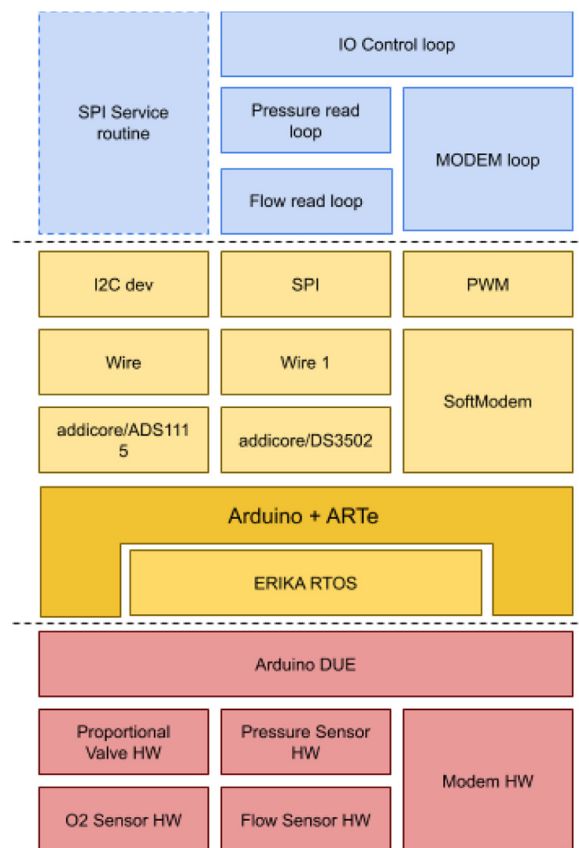 IO Control loop
SPI Service
routine
Pressure read
loop
MODEM loop
Flow read loop
I2C dev
SPI
PWM
Wire
Wire 1
SoftModem
addicore/ADS111
5
addicore/DS3502
Arduino + ARTe
ERIKA RTOS
Arduino DUE
Proportional
Valve HW
Pressure Sensor
HW
Modem HW
O2 Sensor HW
Flow Sensor HW